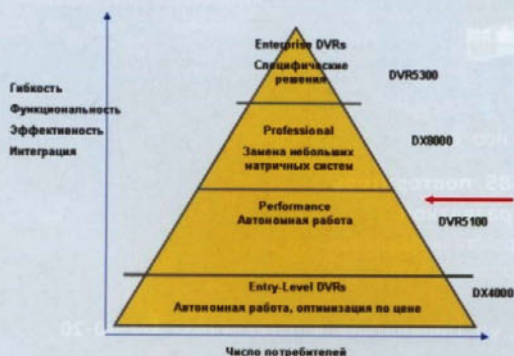 Enterprise DVRs
Специфические
решения
DVR5300
Гибкость
Функциональность
Эффективность
Интеграция
Professional
Замена небольших
матричных систем
DX8000
Performance
Автономная работа
DVR5100
Entry-Level DVRs
Автономная работа, оптимизация по цене
DX4000
Число потребителей